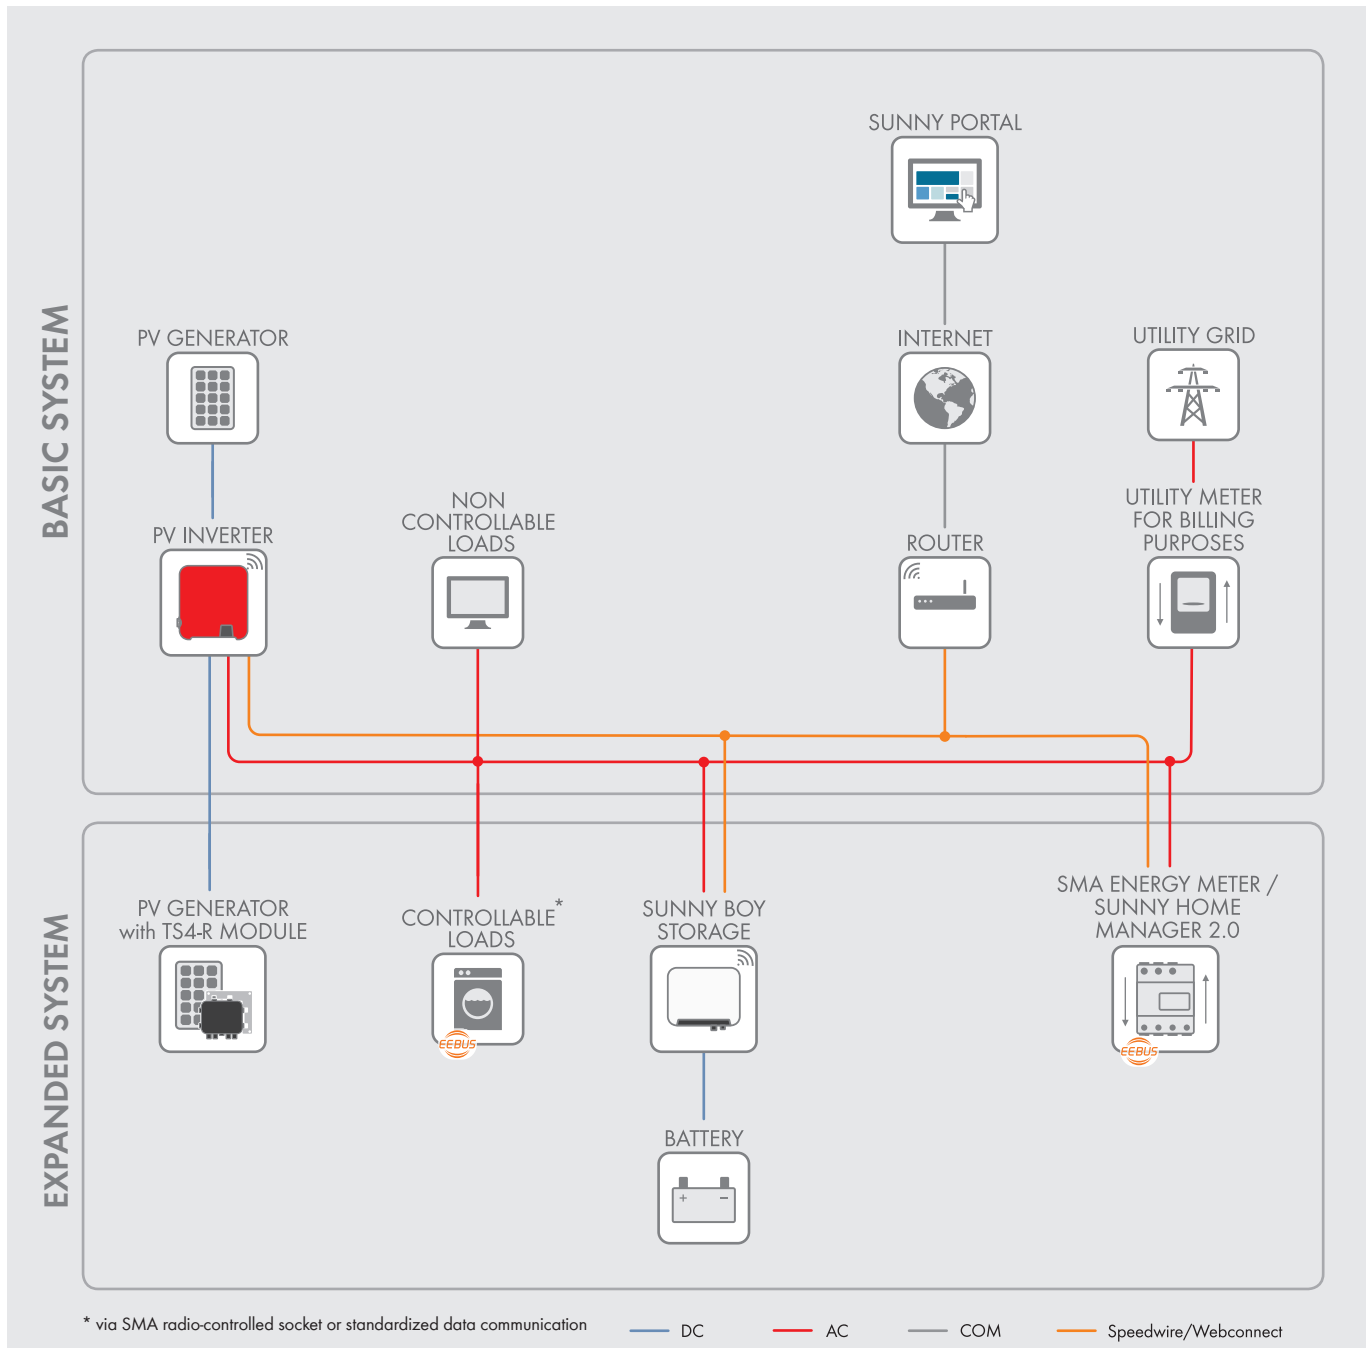 BASIC SYSTEM
SUNNY PORTAL
PV GENERATOR
INTERNET
UTILITY GRID
PV INVERTER
NON
CONTROLLABLE
LOADS
ROUTER
UTILITY METER
FOR BILLING
PURPOSES
EXPANDED SYSTEM
PV GENERATOR
with TS4-R MODULE
CONTROLLABLE*
LOADS
EEBUS
SUNNY BOY
STORAGE
SMA ENERGY METER /
SUNNY HOME
MANAGER 2.0
EEBUS
BATTERY
+ −
* via SMA radio-controlled socket or standardized data communication
DC
AC
COM
Speedwire/Webconnect